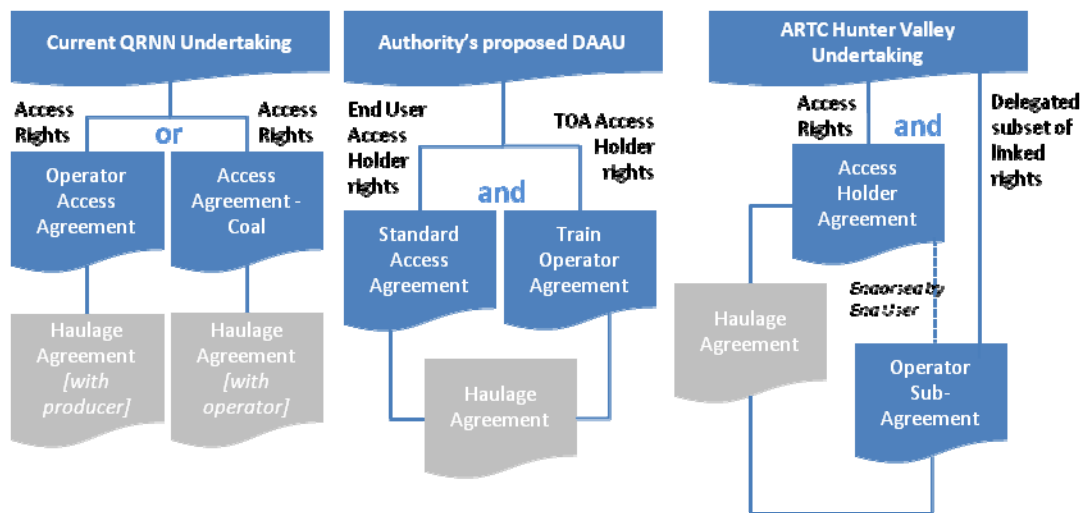 Current QRNN Undertaking
Access
Rights
or
Access
Rights
Operator
Access
Agreement
Access
Agreement -
Coal
Haulage
Agreement
[with
producer]
Haulage
Agreement
[with
operator]
Authority's proposed DAAU
End User
Access
Holder
rights
and
TOA Access
Holder
rights
Standard
Access
Agreement
Train
Operator
Agreement
Haulage
Agreement
ARTC Hunter Valley
Undertaking
Access
Rights
and
Delegated
subset of
linked
rights
Access
Holder
Agreement
Endorsed by
End User
Haulage
Agreement
Operator
Sub-
Agreement